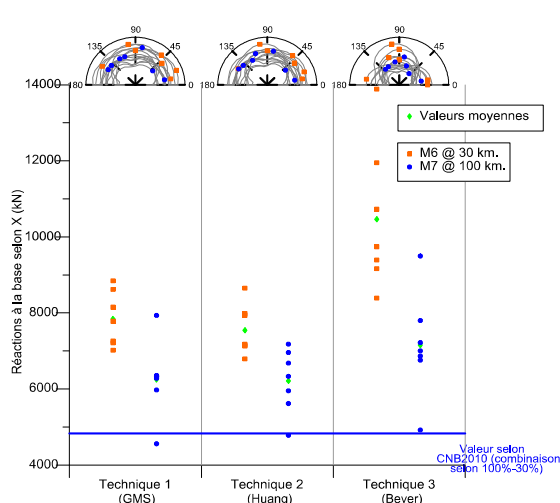 90
135
45
180
0
90
135
45
180
0
90
135
45
180
0
14000
12000
10000
8000
6000
4000
Réactions à la base selon X (kN)
Valeurs moyennes
M6 @ 30 km.
M7 @ 100 km.
Valeur selon
CNB2010 (combinaison
selon 100%-30%)
Technique 1
(GMS)
Technique 2
(Huang)
Technique 3
(Beyer)